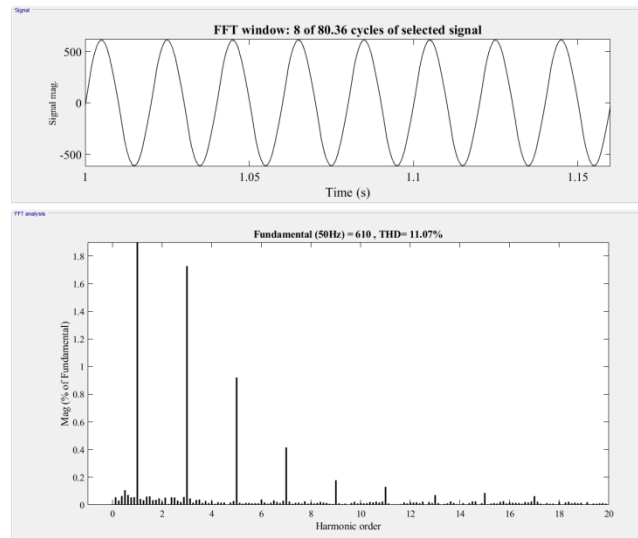 Signal
FFT window: 8 of 80.36 cycles of selected signal
500
0
-500
Signal mag.
1
1.05
1.1
1.15
Time (s)
FFT analysis
Fundamental (50Hz) = 610 , THD= 11.07%
1.8
1.6
1.4
1.2
1
0.8
0.6
0.4
0.2
0
Mag (% of Fundamental)
0 2 4 6 8 10 12 14 16 18 20
Harmonic order